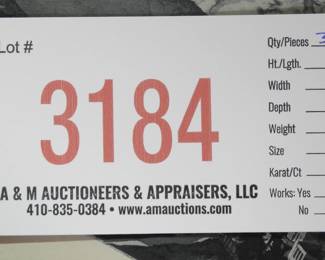 Lot #
3184
A & M AUCTIONEERS & APPRAISERS, LLC
410-835-0384 • www.amauctions.com
Qty/Pieces
Ht./Lgth.
Width
Depth
Weight
Size
Karat/Ct
Works: Yes
No